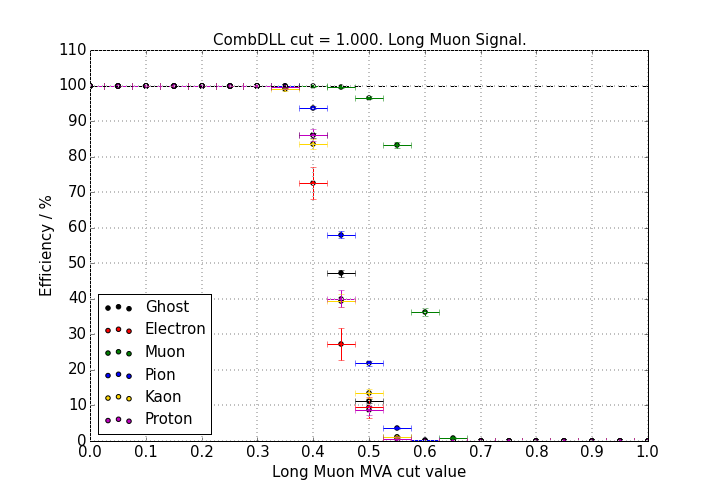 CombDLL cut = 1.000. Long Muon Signal.
110
100
90
80
70
60
50
40
30
20
10
0
Efficiency / %
Ghost
Electron
Muon
Pion
Kaon
Proton
0.0 0.1 0.2 0.3 0.4 0.5 0.6 0.7 0.8 0.9 1.0
Long Muon MVA cut value